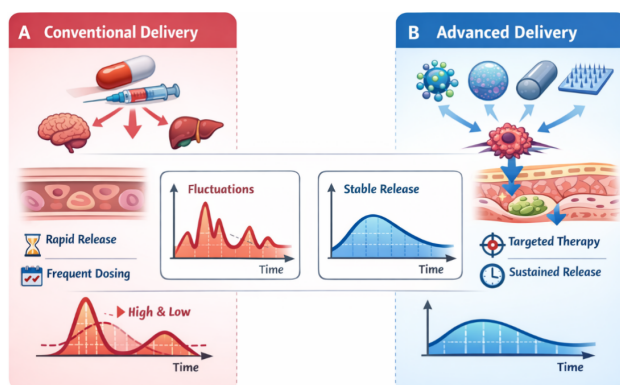 A Conventional Delivery
B Advanced Delivery
Fluctuations
Time
Stable Release
Time
Rapid Release
Frequent Dosing
Targeted Therapy
Sustained Release
High & Low
Time
Time